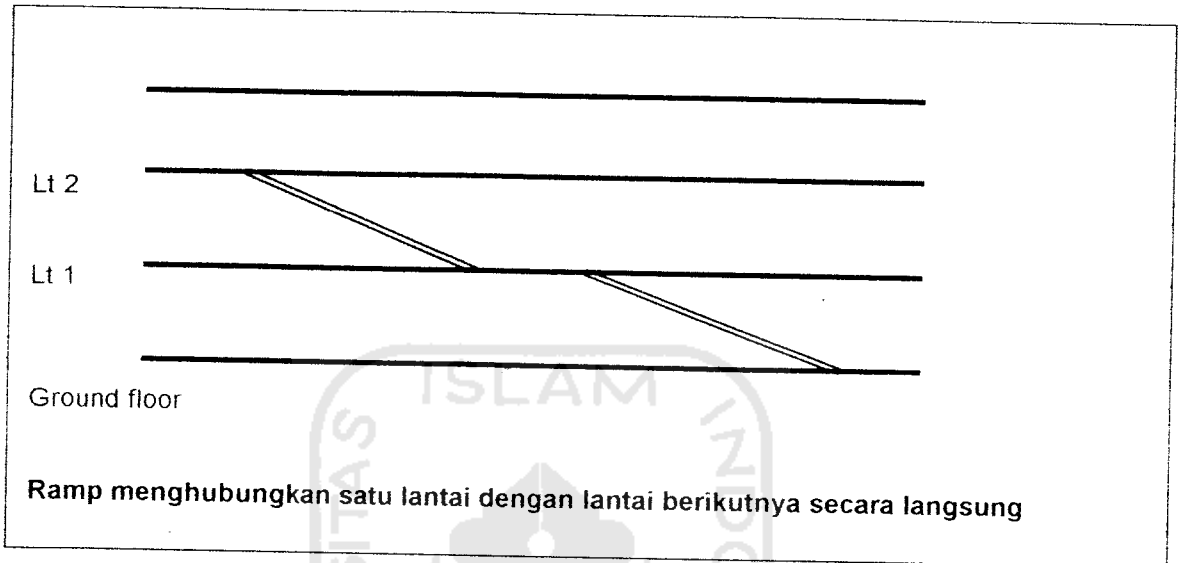 Lt 2
Lt 1
Ground floor
ISLAM
Ramp menghubungkan satu lantai dengan lantai berikutnya secara langsung